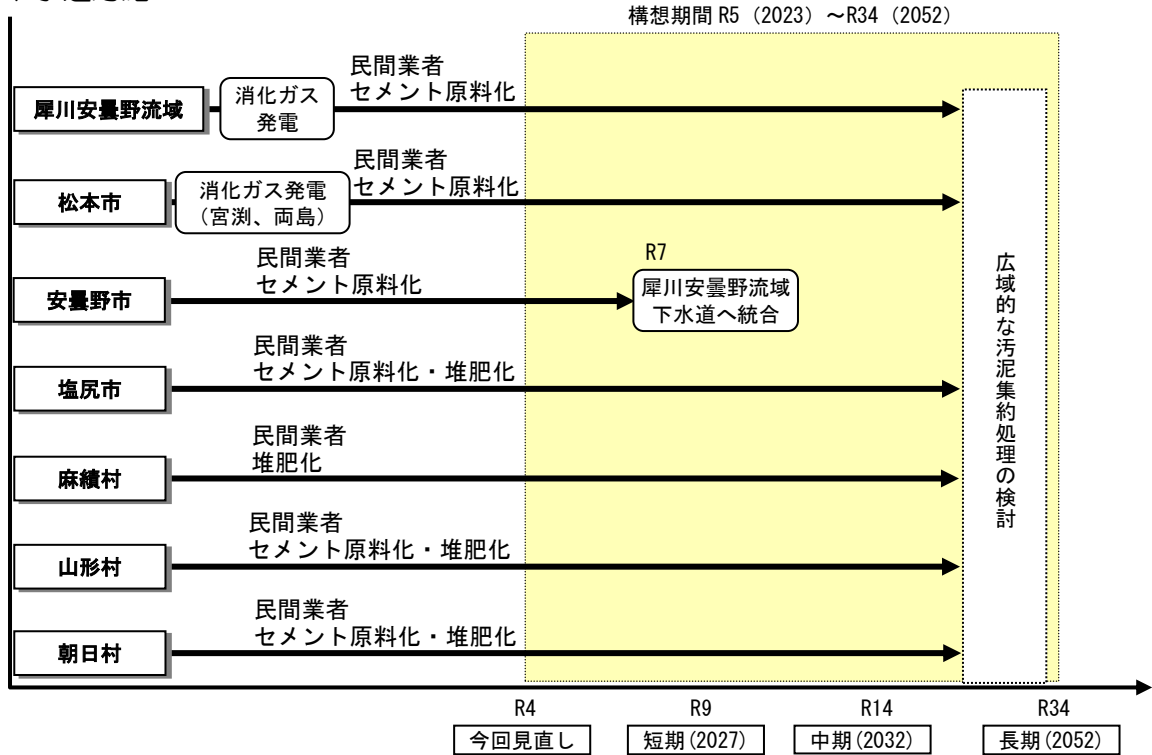 構想期間 R5（2023）～R34（2052）
犀川安曇野流域
消化ガス
発電
民間業者
セメント原料化
松本市
消化ガス発電
（宮渕、両島）
民間業者
セメント原料化
安曇野市
民間業者
セメント原料化
R7
犀川安曇野流域
下水道へ統合
塩尻市
民間業者
セメント原料化・堆肥化
麻績村
民間業者
堆肥化
山形村
民間業者
セメント原料化・堆肥化
朝日村
民間業者
セメント原料化・堆肥化
広域的な汚泥集約処理の検討
R4
R9
R14
R34
今回見直し
短期(2027)
中期(2032)
長期(2052)